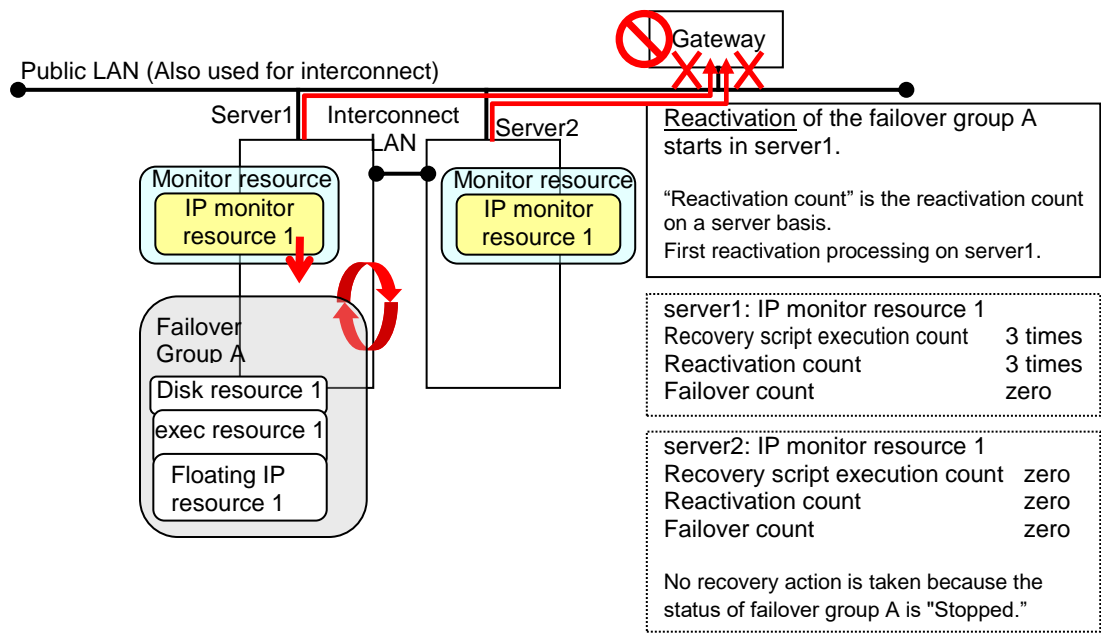 Gateway
Public LAN (Also used for interconnect)
Server1
Interconnect
LAN
Server2
Monitor resource
IP monitor
resource 1
Monitor resource
IP monitor
resource 1
Failover
Group A
Disk resource 1
exec resource 1
Floating IP
resource 1
Reactivation of the failover group A
starts in server1.
“Reactivation count” is the reactivation count
on a server basis.
First reactivation processing on server1.
server1: IP monitor resource 1
Recovery script execution count 3 times
Reactivation count 3 times
Failover count zero
server2: IP monitor resource 1
Recovery script execution count zero
Reactivation count zero
Failover count zero
No recovery action is taken because the
status of failover group A is "Stopped.”